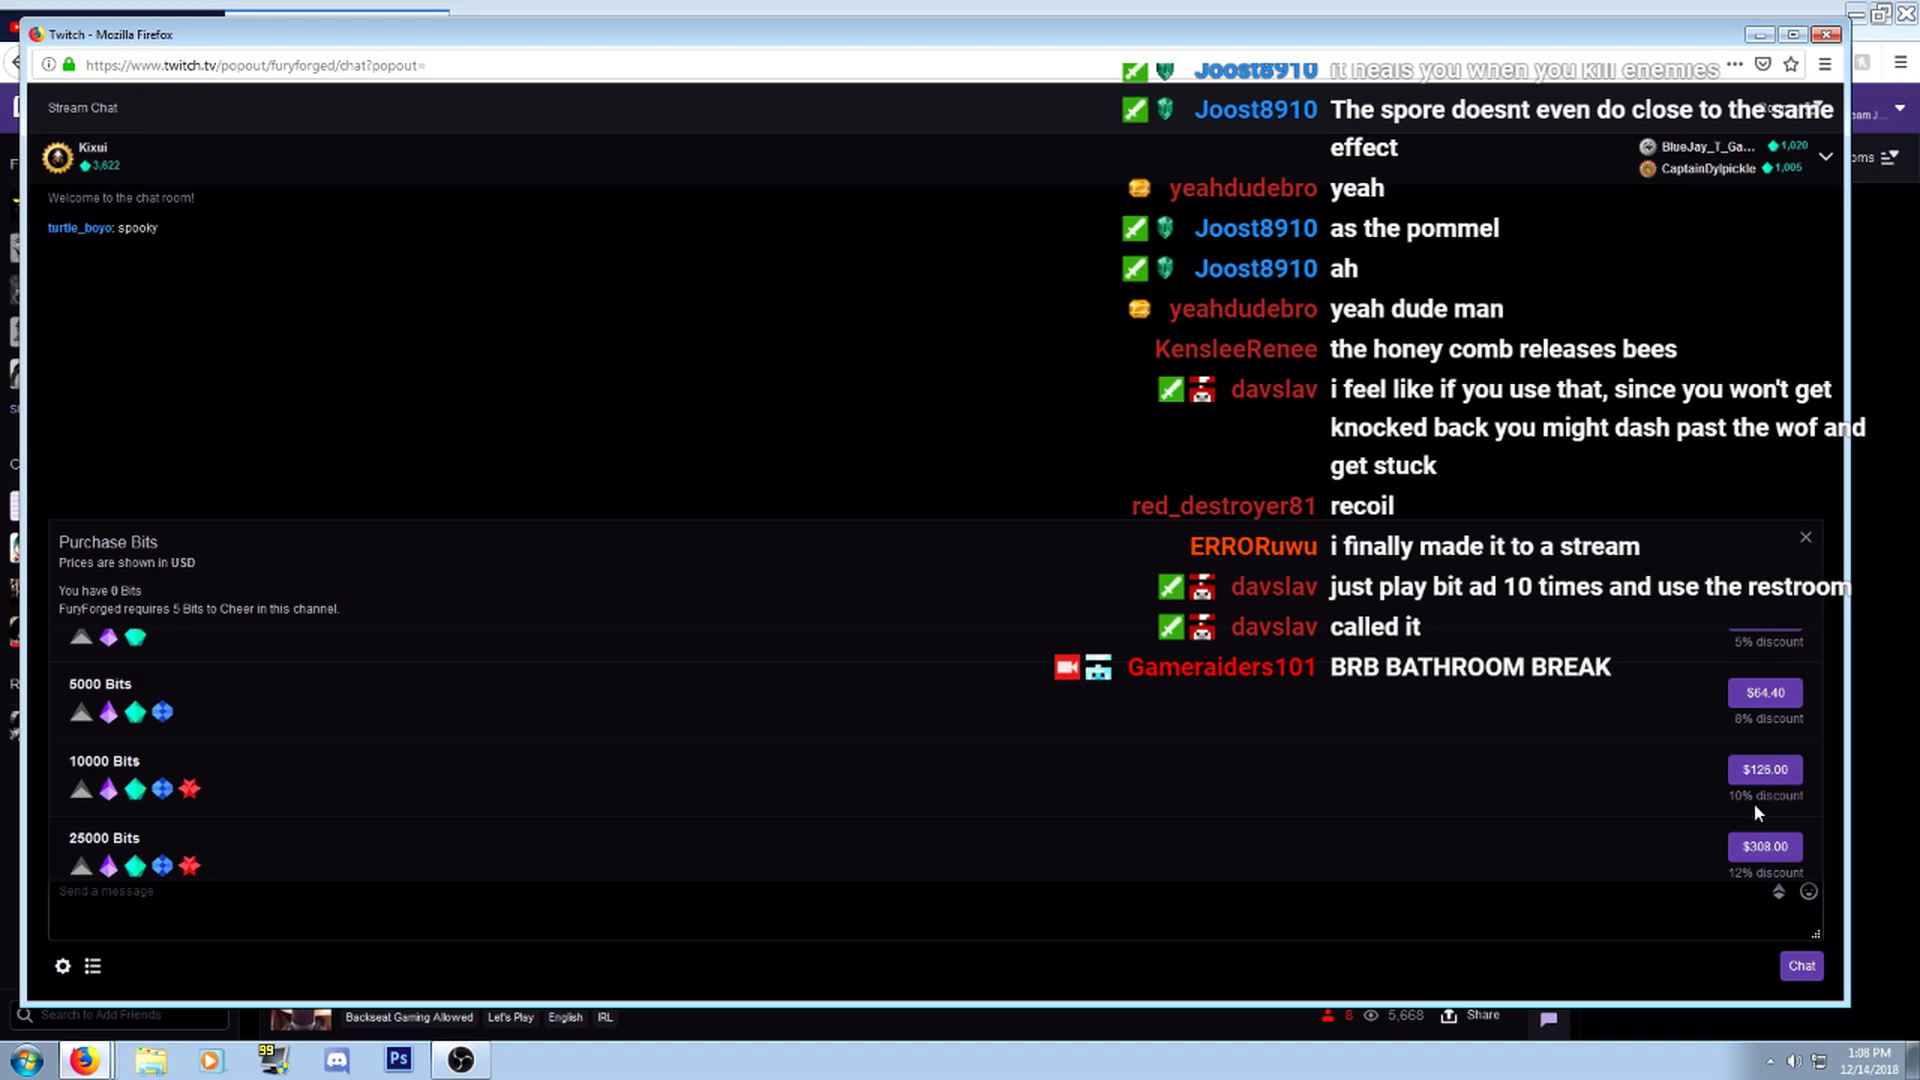 Twitch - Mozilla Firefox
https://www.twitch.tv/popout/furyforged/chat?popout=
Joost8910 it heals you when you kill enemies
Stream Chat
Joost8910 The spore doesnt even do close to the same
effect
Kixui
3,622
BlueJay_T_Ga... 1,020
CaptainDylpickle 1,005
oms
yeahdudebro yeah
Welcome to the chat room!
turtle_boyo: spooky
Joost8910 as the pommel
Joost8910 ah
yeahdudebro yeah dude man
KensleeRenee the honey comb releases bees
davslav i feel like if you use that, since you won't get
knocked back you might dash past the wof and
get stuck
red_destroyer81 recoil
ERRORuwu i finally made it to a stream
davslav just play bit ad 10 times and use the restroom
davslav called it
Gameraiders101 BRB BATHROOM BREAK
Purchase Bits
Prices are shown in USD
You have 0 Bits
FuryForged requires 5 Bits to Cheer in this channel.
5% discount
5000 Bits
$64.40
8% discount
10000 Bits
$126.00
10% discount
25000 Bits
$308.00
12% discount
Send a message
Chat
Search to Add Friends
Backseat Gaming Allowed Let's Play English IRL
8 5,668 Share
99
Ps
1:08 PM
12/14/2018